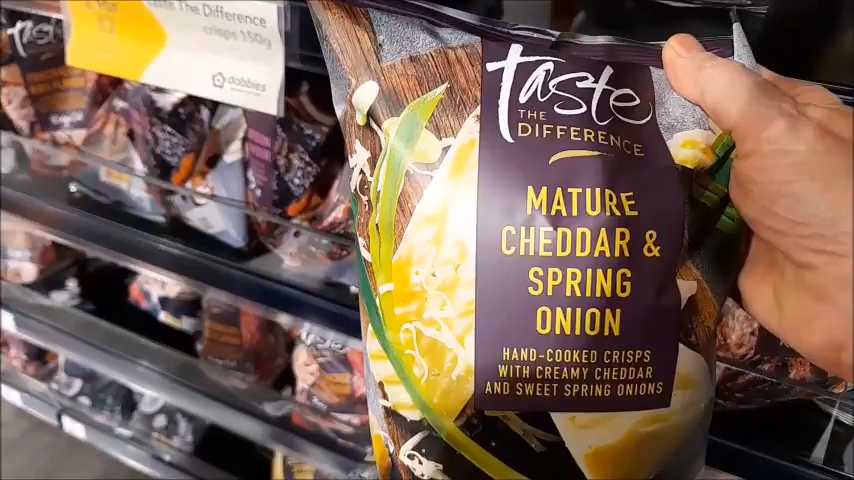 Taste The Difference
crisps 150g
dobbies
taste
THE
DIFFERENCE
MATURE
CHEDDAR &
SPRING
ONION
HAND-COOKED CRISPS
WITH CREAMY CHEDDAR
AND SWEET SPRING ONIONS